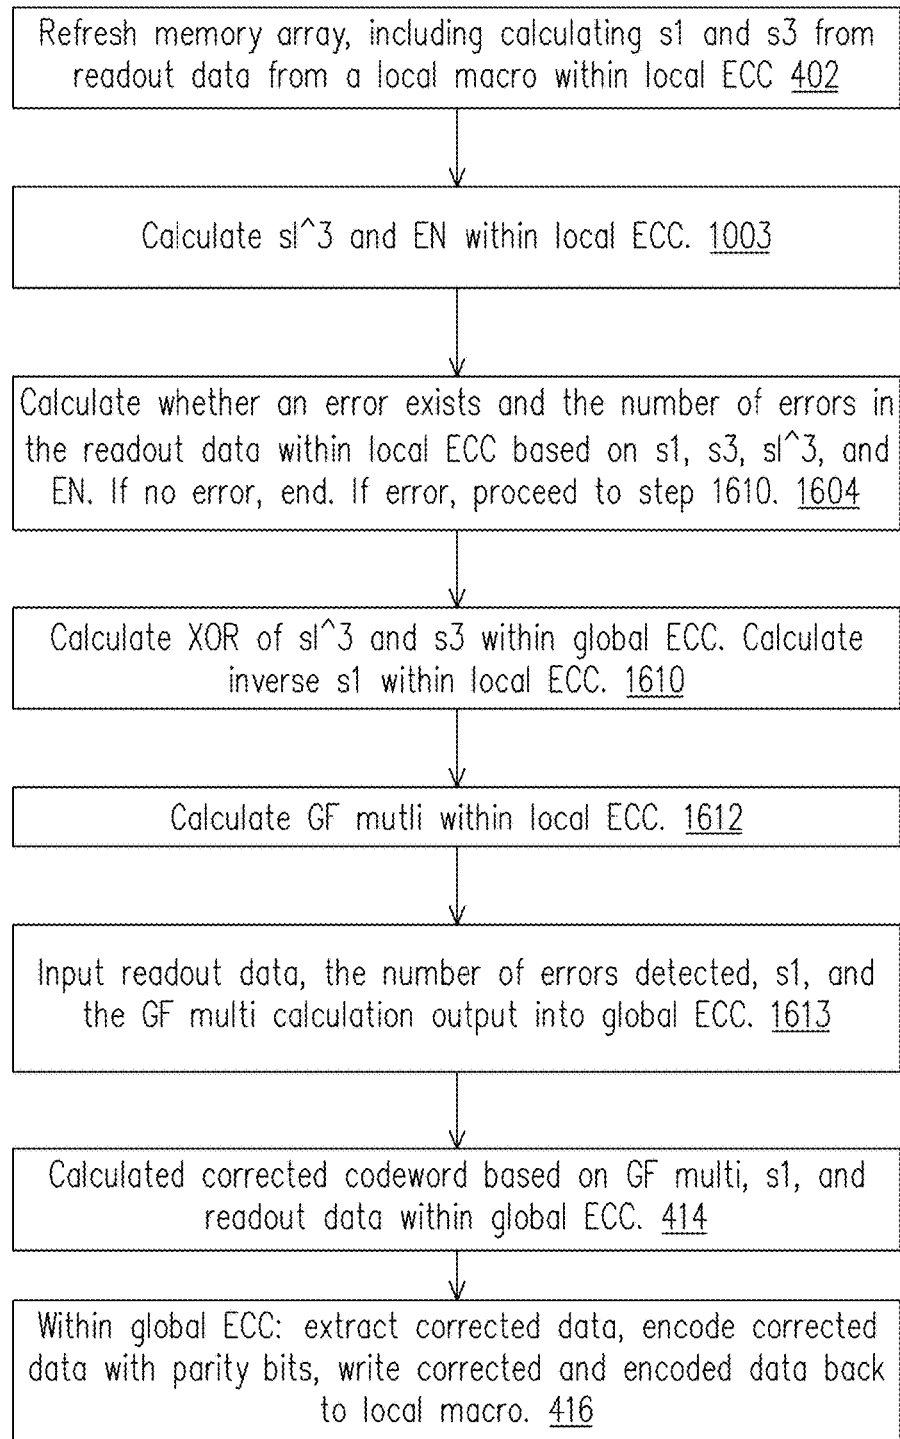 Refresh memory array, including calculating s1 and s3 from
readout data from a local macro within local ECC 402
Calculate sl^3 and EN within local ECC. 1003
Calculate whether an error exists and the number of errors in
the readout data within local ECC based on s1, s3, sl^3, and
EN. If no error, end. If error, proceed to step 1610. 1604
Calculate XOR of sl^3 and s3 within global ECC. Calculate
inverse s1 within local ECC. 1610
Calculate GF mutli within local ECC. 1612
Input readout data, the number of errors detected, s1, and
the GF multi calculation output into global ECC. 1613
Calculated corrected codeword based on GF multi, s1, and
readout data within global ECC. 414
Within global ECC: extract corrected data, encode corrected
data with parity bits, write corrected and encoded data back
to local macro. 416